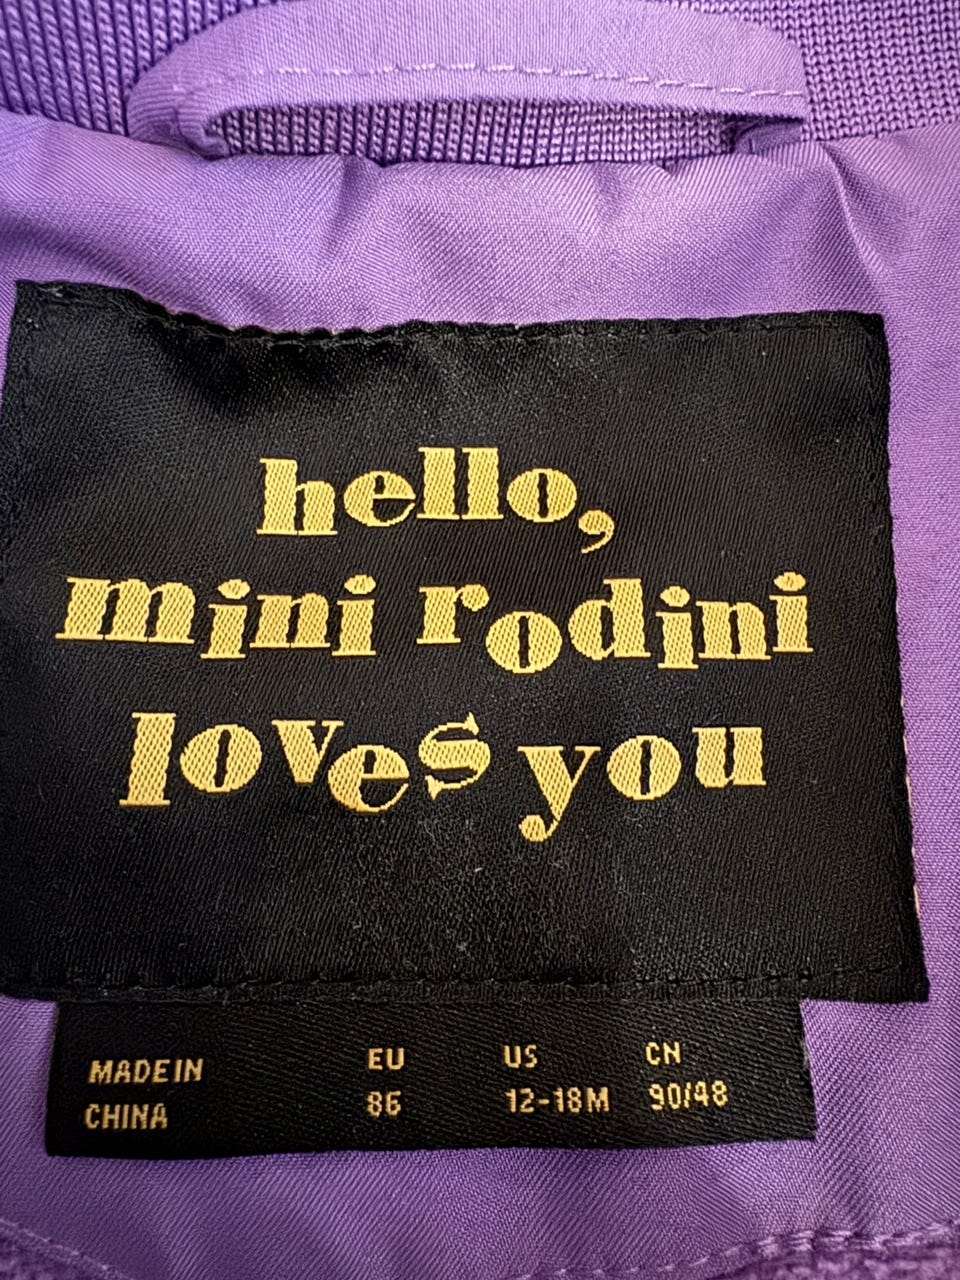 hello,
mini rodini
loves you
MADE IN EU US CN
CHINA 86 12-18M 90/48